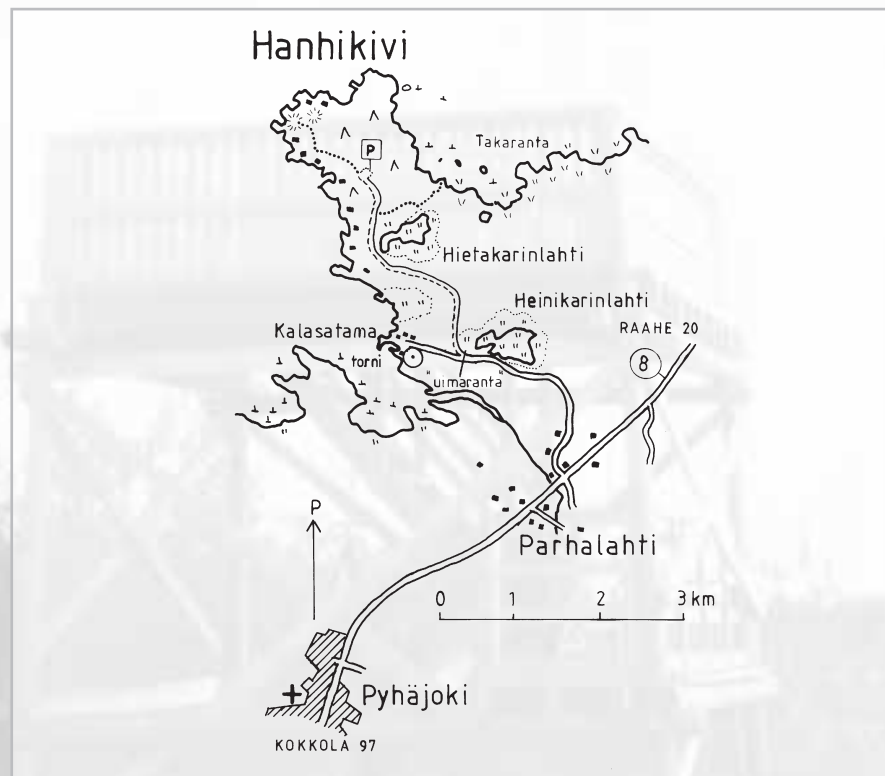 Hanhikivi
P
Takaranta
Hietakarinlahti
Heinikarinlahti
RAAHE 20
Kalasatama
8
torni
uimaranta
P
Parhalahti
0 1 2 3 km
Pyhäjoki
KOKKOLA 97